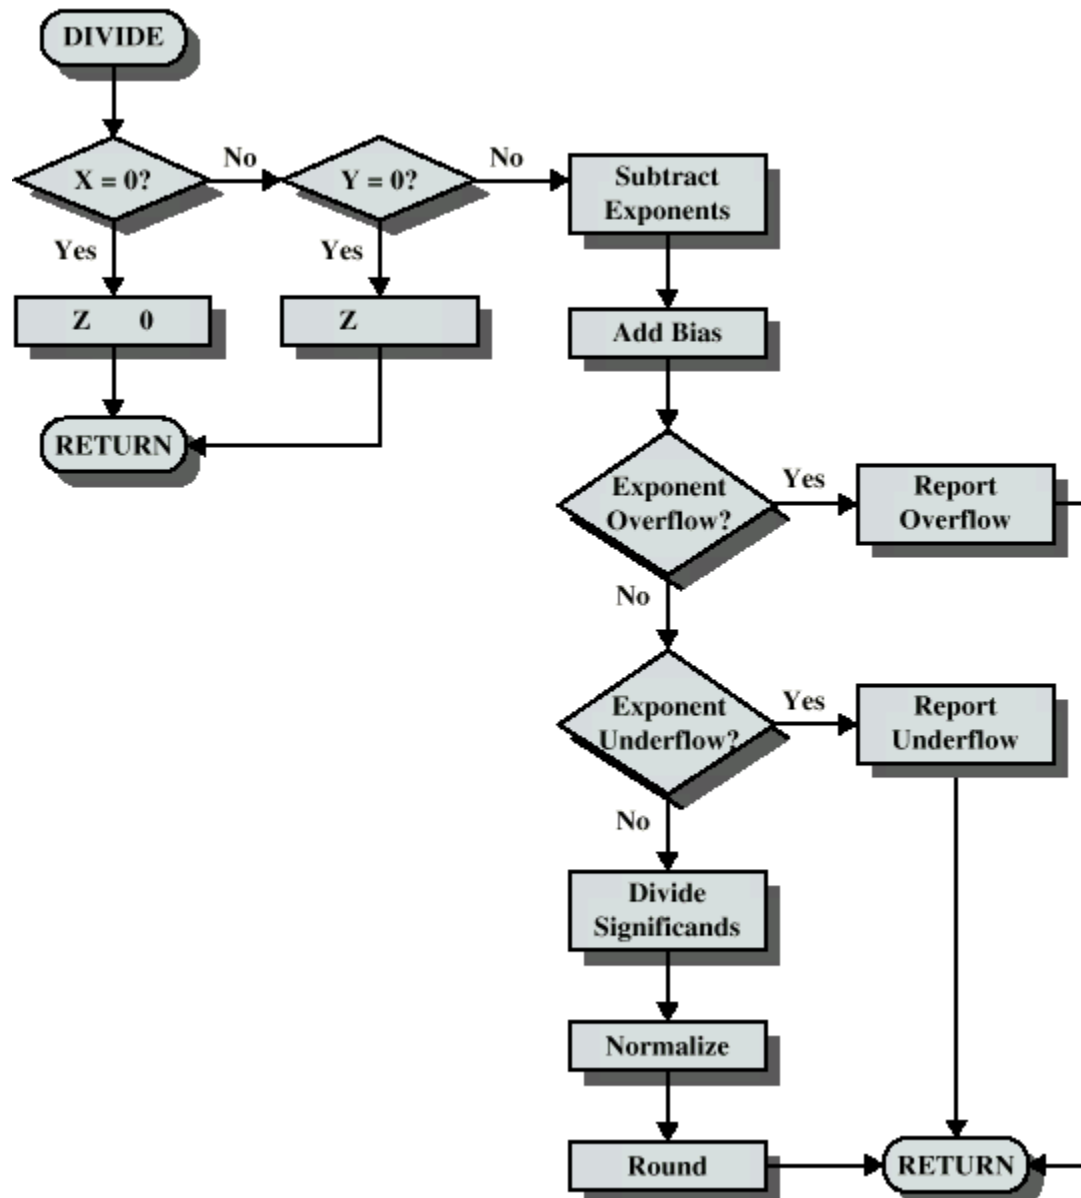 DIVIDE
X = 0?
No
Y = 0?
No
Subtract
Exponents
Yes
Yes
Z 0
Z
Add Bias
RETURN
Exponent
Overflow?
Yes
Report
Overflow
No
Exponent
Underflow?
Yes
Report
Underflow
No
Divide
Significands
Normalize
Round
RETURN